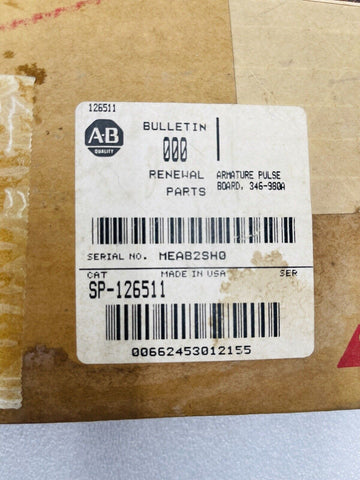 126511
A-B
QUALITY
BULLETIN
000
RENEWAL PARTS
ARMATURE PULSE
BOARD, 346-980A
SERIAL NO. MEAB2SH0
CAT MADE IN USA SER
SP-126511
00662453012155